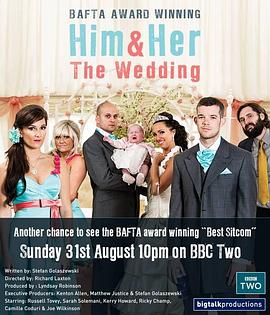 BAFTA AWARD WINNING
Him & Her
The Wedding
Another chance to see the BAFTA award winning "Best Sitcom"
Sunday 31st August 10pm on BBC Two
Written by: Stefan Golaszewski
Directed by: Richard Laxton
Produced by : Lyndsay Robinson
Executive Producers: Kenton Allen, Matthew Justice & Stefan Golaszewski
Starring: Russell Tovey, Sarah Solemani, Kerry Howard, Ricky Champ,
Camille Coduri & Joe Wilkinson
BBC
TWO
bigtalkproductions